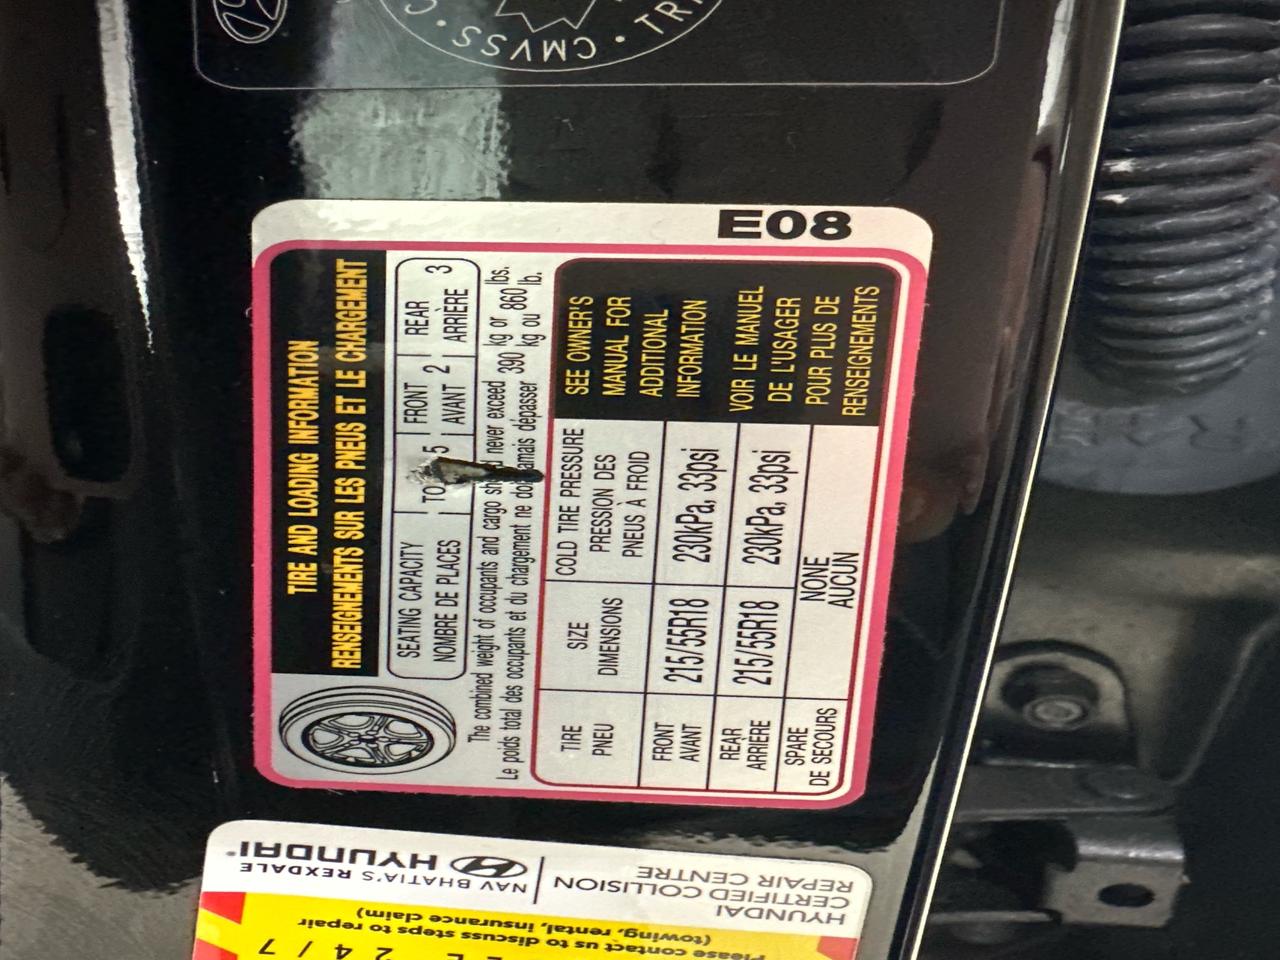 CMVSS
E08
TIRE AND LOADING INFORMATION
RENSEIGNEMENTS SUR LES PNEUS ET LE CHARGEMENT
SEATING CAPACITY
NOMBRE DE PLACES
5
FRONT
AVANT
2
REAR
ARRIÈRE
3
The combined weight of occupants and cargo never exceed 390 kg or 860 lbs.
Le poids total des occupants et du chargement ne jamais dépasser 390 kg ou 860 lb.
TIRE
PNEU
SIZE
DIMENSIONS
COLD TIRE PRESSURE
PRESSION DES
PNEUS À FROID
FRONT
AVANT
215/55R18
230kPa, 33psi
REAR
ARRIERE
215/55R18
230kPa, 33psi
SPARE
DE SECOURS
NONE
AUCUN
SEE OWNER'S
MANUAL FOR
ADDITIONAL
INFORMATION
VOIR LE MANUEL
DE L'USAGER
POUR PLUS DE
RENSEIGNEMENTS
NAV BHATIA'S REXDALE
HYUNDAI
HYUNDAI
CERTIFIED COLLISION
REPAIR CENTRE
Please contact us to discuss steps to repair
(towing, rental, insurance claim)
24/7